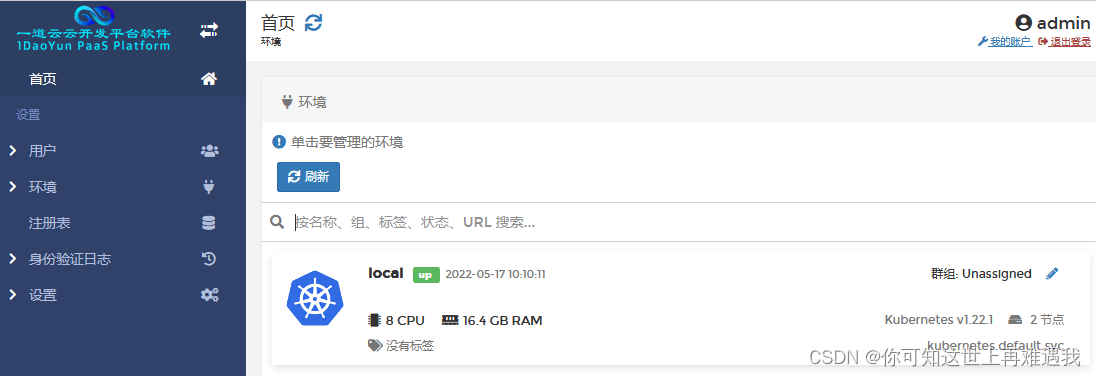 一道云云开发平台软件
1DaoYun PaaS Platform
首页
设置
用户
环境
注册表
身份验证日志
设置
首页
环境
admin
我的账户 退出登录
环境
单击要管理的环境
刷新
按名称、组、标签、状态、URL 搜索...
local up 2022-05-17 10:10:11 群组: Unassigned
8 CPU 16.4 GB RAM Kubernetes v1.22.1 2 节点
没有标签 kubernetes.default.svc
CSDN @你可知这世上再难遇我